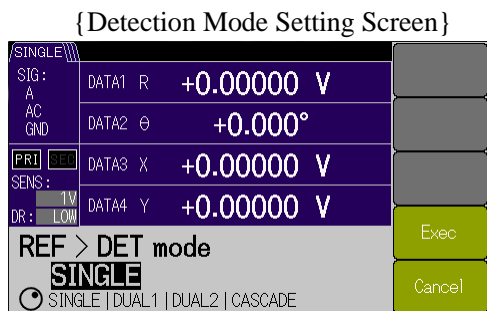 {Detection Mode Setting Screen}
SINGLE
SIG:
A
AC
GND
PRI SEC
SENS:
1V
DR: LOW
DATA1 R +0.00000 V
DATA2 θ +0.000°
DATA3 X +0.00000 V
DATA4 Y +0.00000 V
REF > DET mode
SINGLE
SINGLE | DUAL1 | DUAL2 | CASCADE
Exec
Cancel